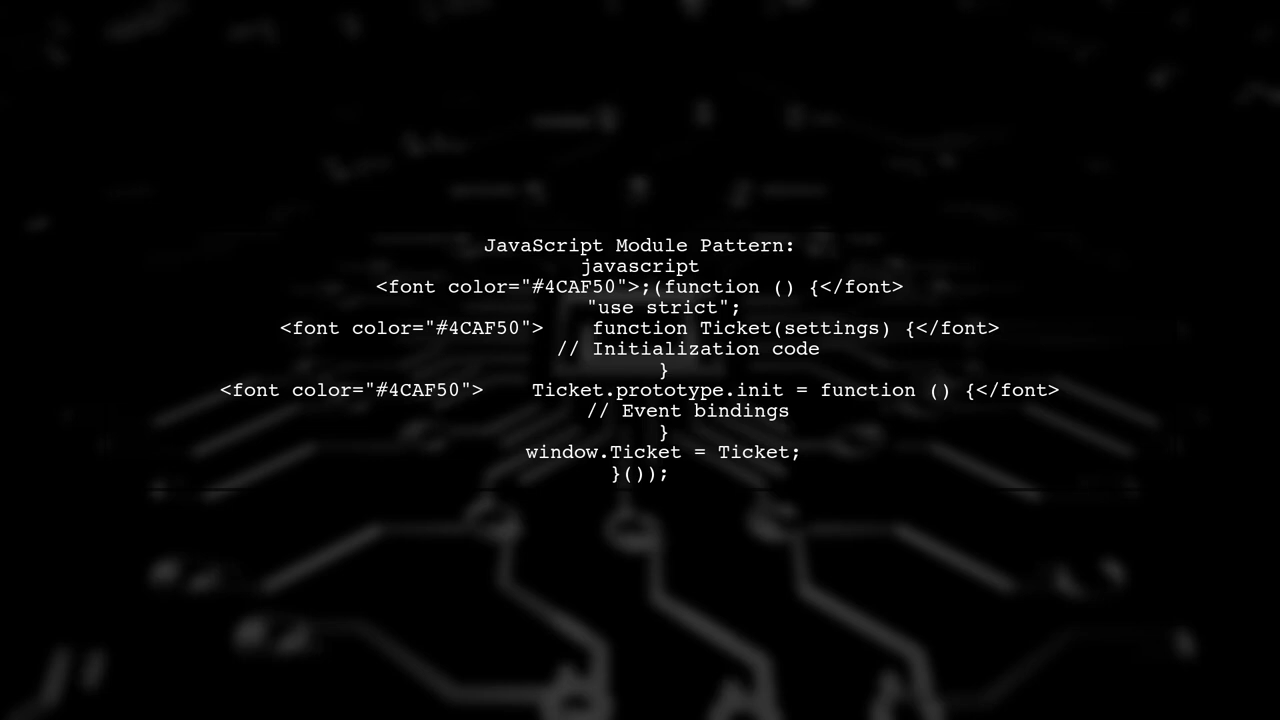 JavaScript Module Pattern:
javascript
<font color="#4CAF50">;(function () {</font>
"use strict";
<font color="#4CAF50">    function Ticket(settings) {</font>
// Initialization code
}
<font color="#4CAF50">    Ticket.prototype.init = function () {</font>
// Event bindings
}
window.Ticket = Ticket;
}());